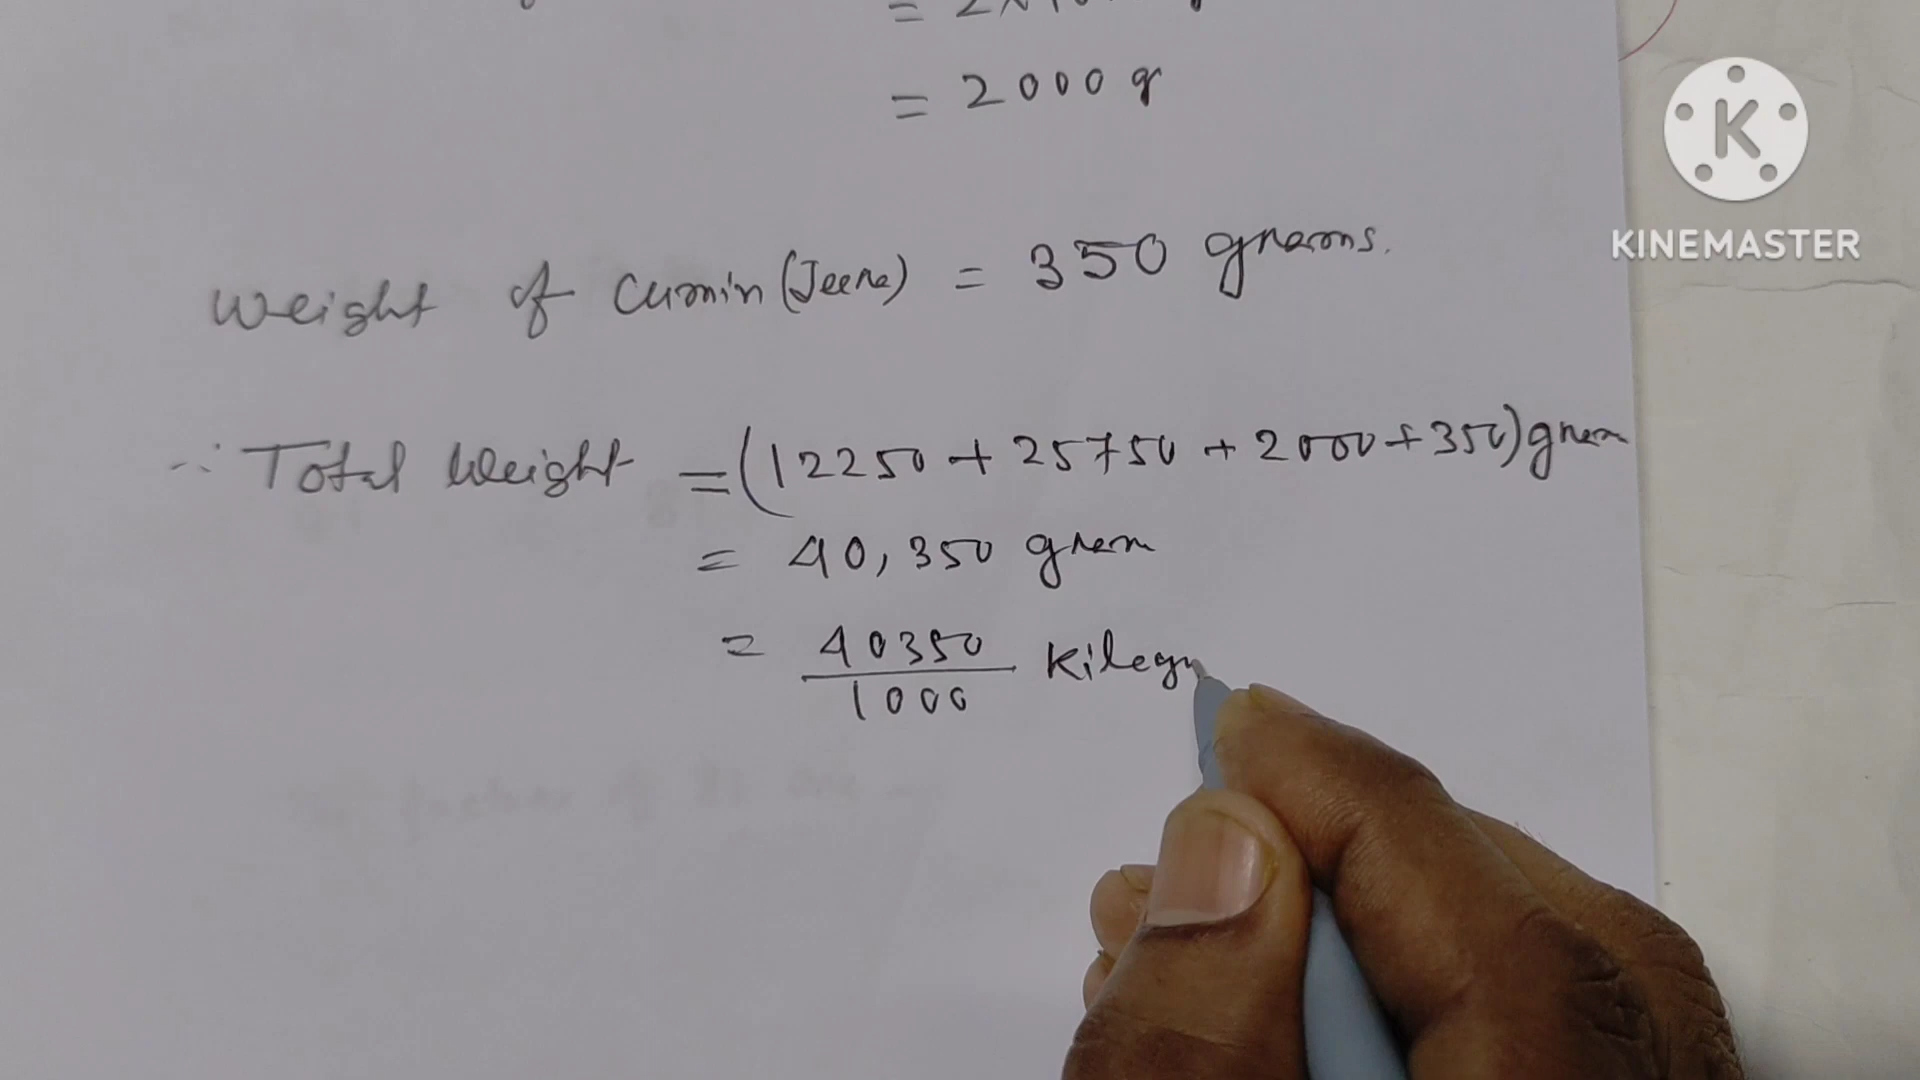 = 2000 g
KINEMASTER
Weight of Cumin (Jeera) = 350 grams.
∴ Total Weight = (12250 + 25750 + 2000 + 350) gram
= 40,350 gram
= 40350/1000 Kilogr